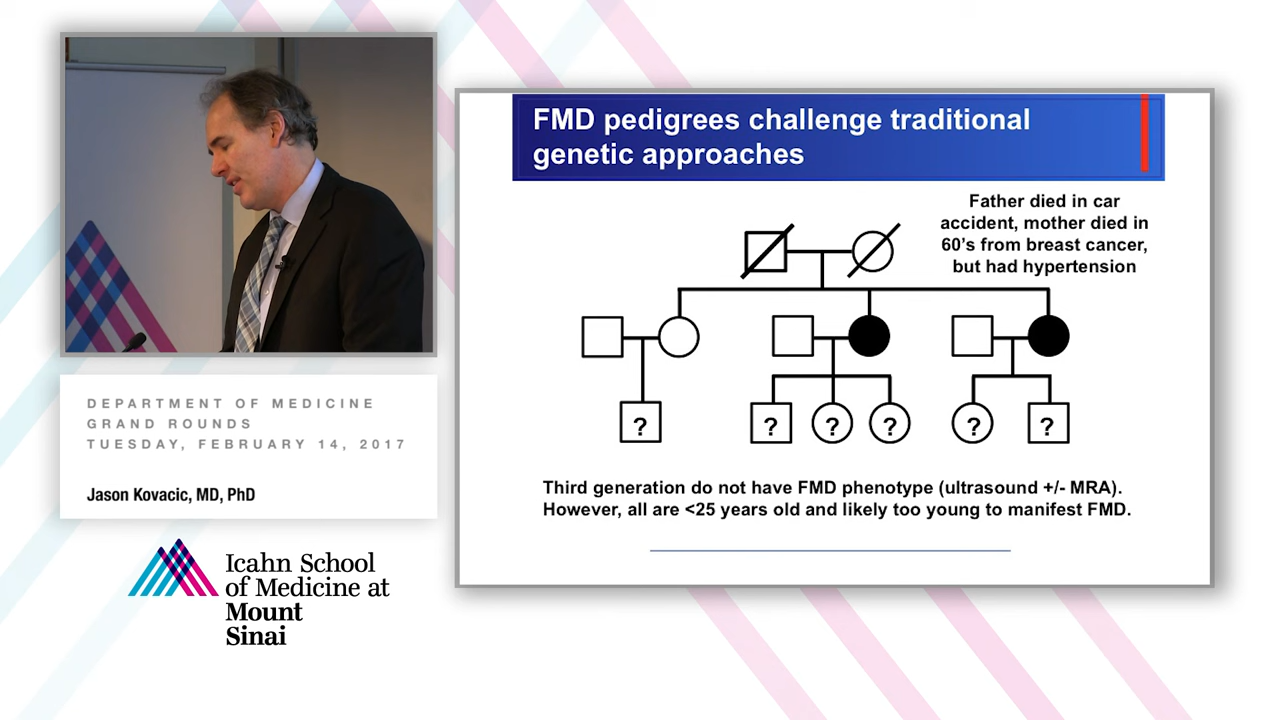 FMD pedigrees challenge traditional
genetic approaches
Father died in car
accident, mother died in
60's from breast cancer,
but had hypertension
?
?
?
?
?
?
Third generation do not have FMD phenotype (ultrasound +/- MRA).
However, all are <25 years old and likely too young to manifest FMD.
DEPARTMENT OF MEDICINE
GRAND ROUNDS
TUESDAY, FEBRUARY 14, 2017
Jason Kovacic, MD, PhD
Icahn School
of Medicine at
Mount
Sinai